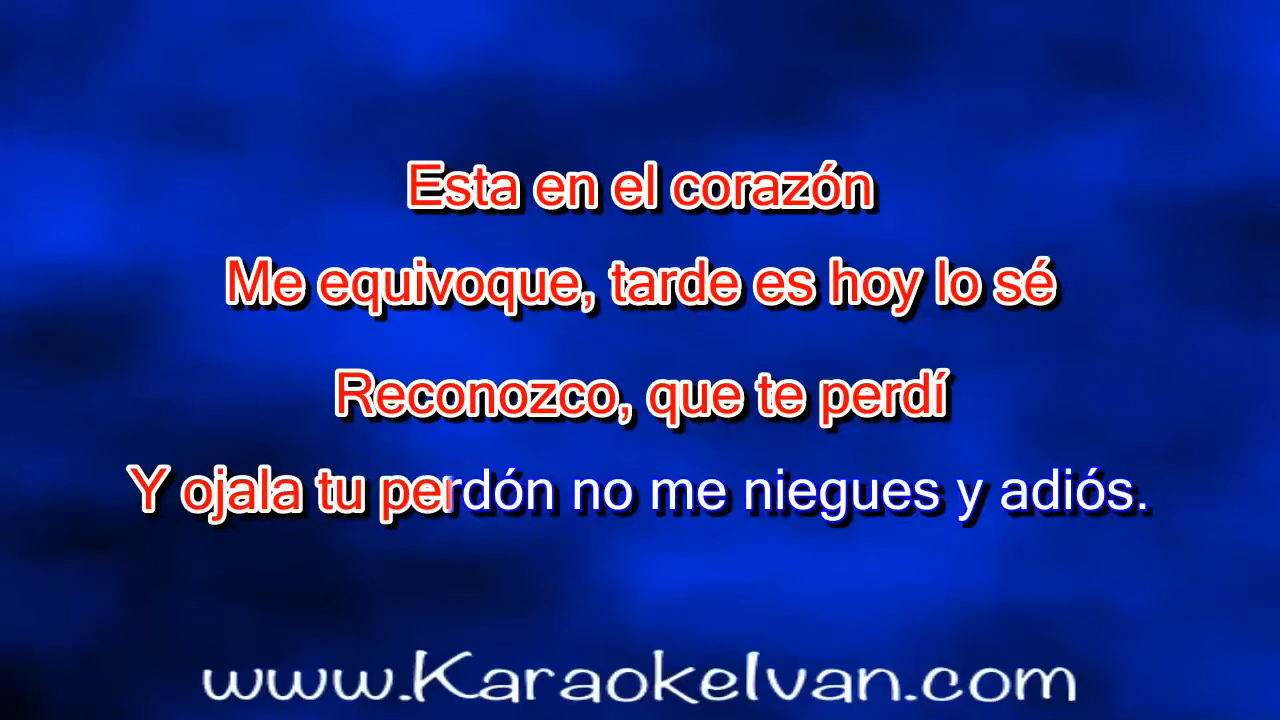 Esta en el corazón
Me equivoque, tarde es hoy lo sé
Reconozco, que te perdí
Y ojala tu perdón no me niegues y adiós.
www.KaraokeIvan.com